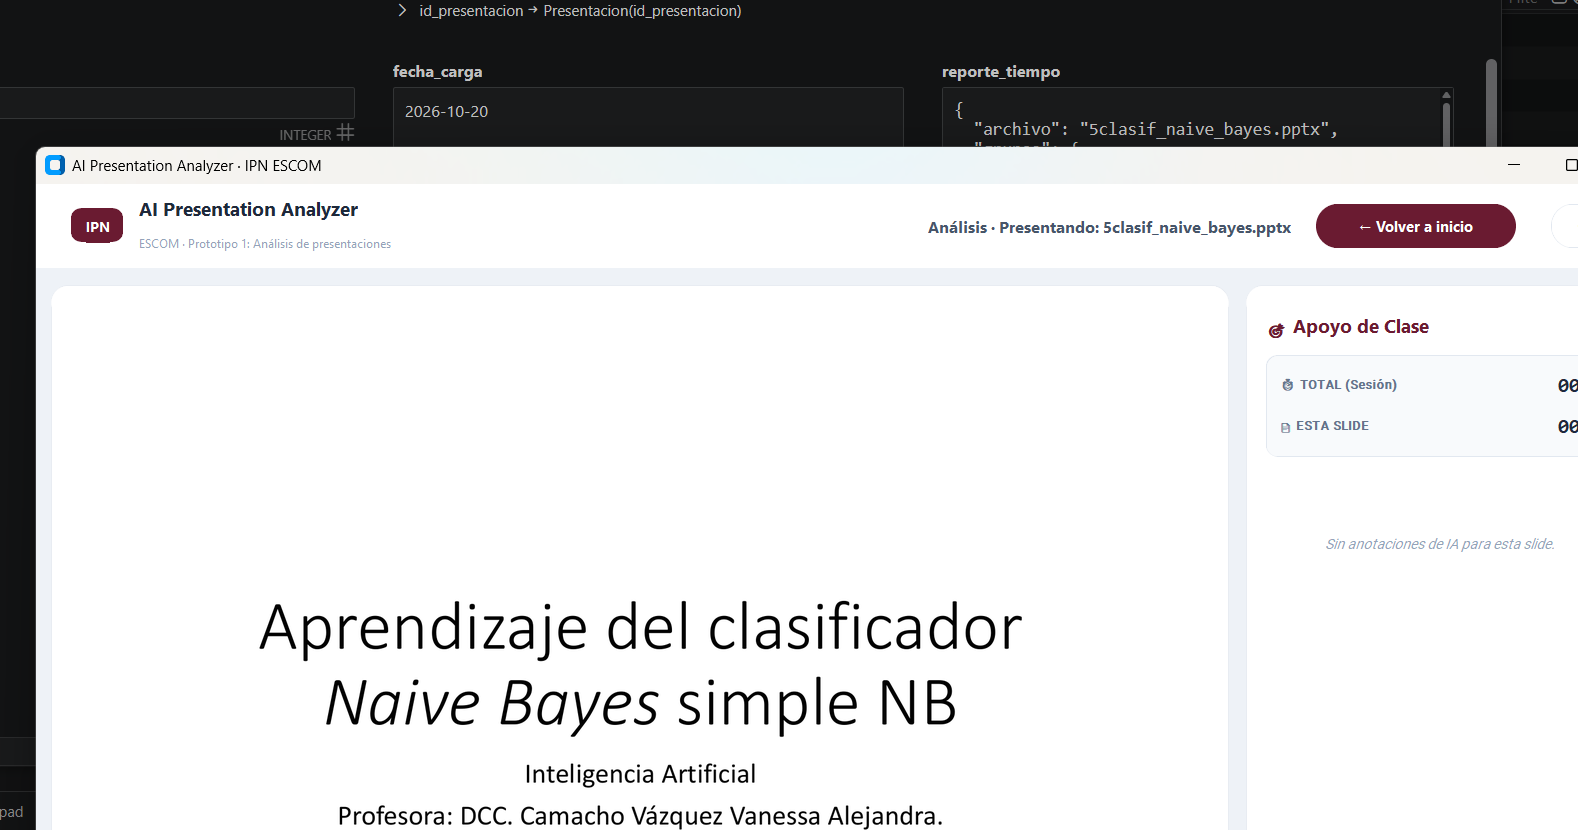 id_presentacion → Presentacion(id_presentacion)
fecha_carga
reporte_tiempo
2026-10-20
{
"archivo": "5clasif_naive_bayes.pptx",
INTEGER #
AI Presentation Analyzer · IPN ESCOM
IPN
AI Presentation Analyzer
ESCOM · Prototipo 1: Análisis de presentaciones
Análisis · Presentando: 5clasif_naive_bayes.pptx
← Volver a inicio
Apoyo de Clase
TOTAL (Sesión)
00
ESTA SLIDE
00
Sin anotaciones de IA para esta slide.
Aprendizaje del clasificador
Naive Bayes simple NB
Inteligencia Artificial
Profesora: DCC. Camacho Vázquez Vanessa Alejandra.
pad